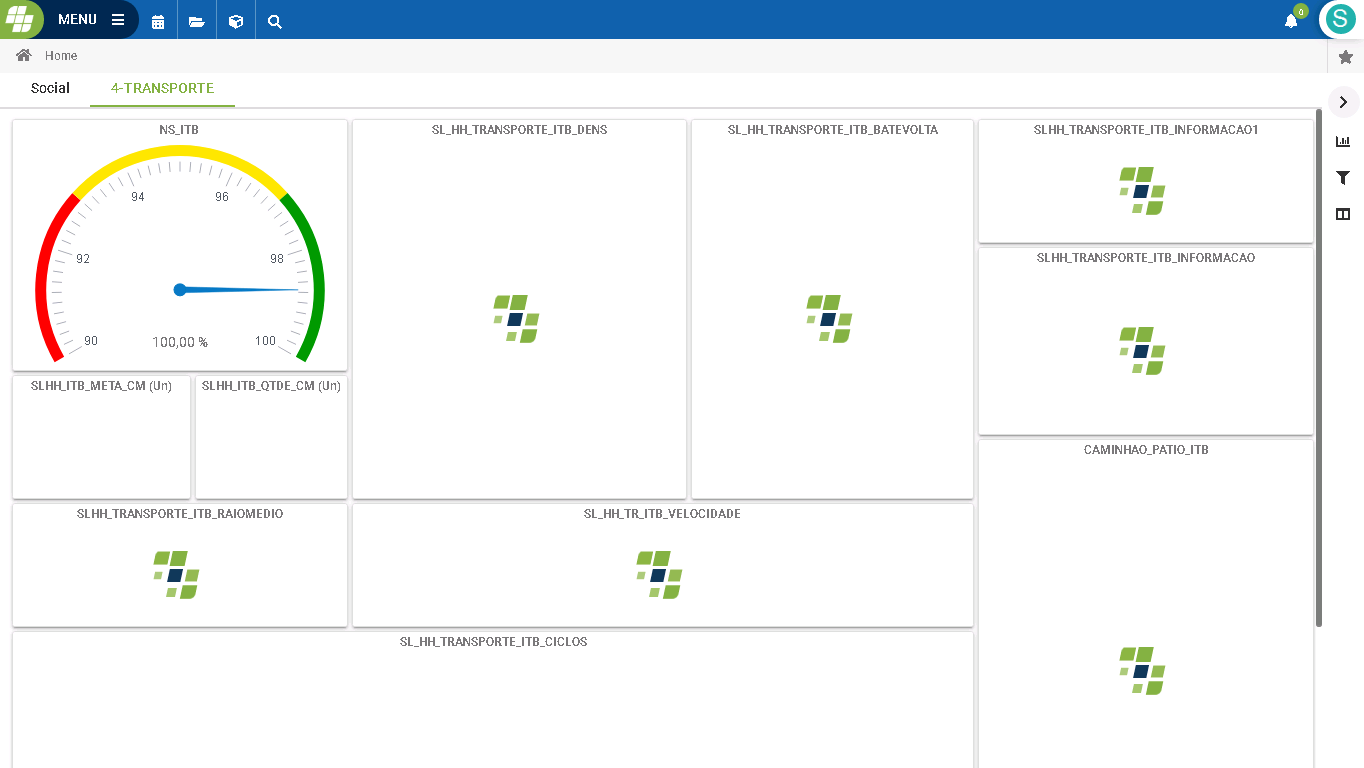 MENU
0
S
Home
Social
4-TRANSPORTE
NS_ITB
94
96
92
98
90
100,00 %
100
SL_HH_TRANSPORTE_ITB_DENS
SL_HH_TRANSPORTE_ITB_BATEVOLTA
SLHH_TRANSPORTE_ITB_INFORMACAO1
SLHH_TRANSPORTE_ITB_INFORMACAO
SLHH_ITB_META_CM (Un)
SLHH_ITB_QTDE_CM (Un)
CAMINHAO_PATIO_ITB
SLHH_TRANSPORTE_ITB_RAIOMEDIO
SL_HH_TR_ITB_VELOCIDADE
SL_HH_TRANSPORTE_ITB_CICLOS